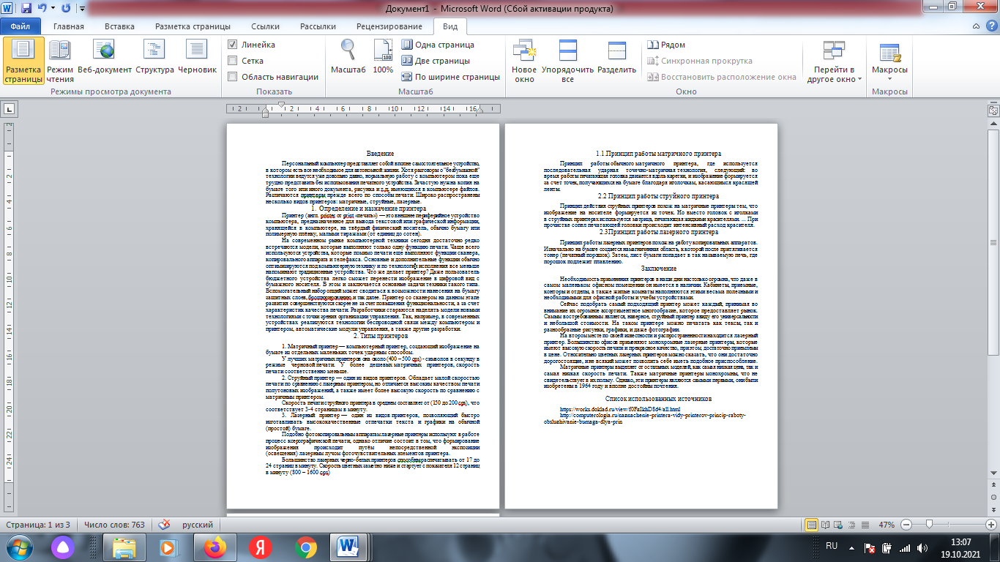 Документ1 - Microsoft Word (Сбой активации продукта)
Файл Главная Вставка Разметка страницы Ссылки Рассылки Рецензирование Вид
Разметка страницы
Режим чтения
Веб-документ
Структура
Черновик
Режимы просмотра документа
Линейка
Сетка
Область навигации
Показать
Масштаб
100%
Одна страница
Две страницы
По ширине страницы
Масштаб
Новое окно
Упорядочить все
Разделить
Рядом
Синхронная прокрутка
Восстановить расположение окна
Окно
Перейти в другое окно
Макросы
Макросы
2 2 4 6 8 10 12 14 16
Введение
Персональный компьютер представляет собой вполне самостоятельное устройство,
в котором есть все необходимое для автономной жизни. Хотя разговоры о "безбумажной"
технологии ведутся уже довольно давно, нормальную работу с компьютером пока еще
трудно представить без использования печатного устройства. Зачастую нужна копия на
бумаге того или иного документа, рисунка и т.д, имеющихся в компьютере файлов.
Различаются принтеры прежде всего по способы печати. Широко распространены
несколько видов принтеров: матричные, струйные, лазерные.
1. Определение и назначение принтера
Принтер (англ. printer от print «печать») — это внешнее периферийное устройство
компьютера, предназначенное для вывода текстовой или графической информации,
хранящейся в компьютере, на твёрдый физический носитель, обычно бумагу или
полимерную плёнку, малыми тиражами (от единиц до сотен).
На современном рынке компьютерной техники сегодня достаточно редко
встречаются модели, которые выполняют только одну функцию печати. Чаще всего
используются устройства, которые помимо печати еще выполняют функции сканера,
копировального аппарата и телефакса. Основные и дополнительные функции обычно
оптимизируются под компьютерную технику и по технологии исполнения все меньше
напоминают традиционные устройства. Что же делает принтер? Даже пользователь
бюджетного устройства легко сможет перенести изображение в цифровой вид с
бумажного носителя. В этом и заключается основные задачи техники такого типа.
Вспомогательный набор опций может сводиться к возможности нанесения на бумагу
защитных слоев, брошюрированию и так далее. Принтер со сканером на данном этапе
развития совершенствуются скорее не за счет повышения функциональности, а за счет
характеристик качества печати. Разработчики стараются наделять модели новыми
технологиями с точки зрения организации управления. Так, например, в современных
устройствах реализуются технологии беспроводной связи между компьютером и
принтером, автоматические модули управления, а также другие разработки.
2. Типы принтеров
1. Матричный принтер — компьютерный принтер, создающий изображение на
бумаге из отдельных маленьких точек ударным способом.
У лучших матричных принтеров она около (400 – 500 cps) - символов в секунду в
режиме черновой печати. У более дешевых матричных принтеров, скорость
печати соответственно меньше.
2. Струйный принтер — один из видов принтеров. Обладает малой скоростью
печати по сравнению с лазерным принтером, но отличается высоким качеством печати
полутоновых изображений, а также имеет более высокую скорость по сравнению с
матричным принтером.
Скорость печати струйного принтера в среднем составляет от (150 до 200 cps), что
соответствует 3-4 страницам в минуту.
3. Лазерный принтер — один из видов принтеров, позволяющий быстро
изготавливать высококачественные отпечатки текста и графики на обычной
(простой) бумаге.
Подобно фотокопировальным аппаратам лазерные принтеры используют в работе
процесс ксерографической печати, однако отличие состоит в том, что формирование
изображения происходит путём непосредственной экспозиции
(освещения) лазерным лучом фоточувствительных элементов принтера.
Большинство лазерных черно-белых принтеров способны распечатывать от 17 до
24 страниц в минуту. Скорость цветных заметно ниже и стартует с показателя 12 страниц
в минуту (800 – 1600 cps)
1.1.Принцип работы матричного принтера
Принцип работы обычного матричного принтера, где используется
последовательная ударная точечно-матричная технология, следующий: во
время работы печатающая головка движется вдоль каретки, и изображение формируется
за счет точек, получающихся на бумаге благодаря иголочкам, касающимся красящей
ленты.
2.2 Принцип работы струйного принтера
Принцип действия струйных принтеров похож на матричные принтеры тем, что
изображение на носителе формируется из точек. Но вместо головок с иголками
в струйных принтерах используется матрица, печатающая жидкими красителями. ... При
прочистке сопел печатающей головки происходит интенсивный расход красителя.
2.3Принцип работы лазерного принтера
Принцип работы лазерных принтеров похож на работу копировальных аппаратов.
Изначально на бумаге создается намагниченная область, к которой после притягивается
тонер (печатный порошок). Затем, лист бумаги попадает в так называемую печь, где
порошок подлежит плавлению.
Заключение
Необходимость применения принтеров в наши дни настолько огромна, что даже в
самом маленьком офисном помещении он имеется в наличии. Кабинеты, приемные,
конторы и отделы, а также жилые комнаты наполняются этими весьма полезными и
необходимыми для офисной работы и учебы устройствами.
Сейчас подобрать самый подходящий принтер может каждый, принимая во
внимание их огромное ассортиментное многообразие, которое предоставляет рынок.
Самым востребованным является, наверное, струйный принтер ввиду его универсальности
и небольшой стоимости. На таком принтере можно печатать как тексты, так и
разнообразные рисунки, графики, и даже фотографии.
На втором месте по своей известности и распространенности находится лазерный
принтер. Большинство офисов применяют монохромные лазерные принтеры, которые
имеют высокую скорость печати и прекрасное качество, при этом, достаточно приемлемы
в цене. Относительно цветных лазерных принтеров можно сказать, что они достаточно
дорогостоящие, и не всякий может позволить себе иметь подобное приспособление.
Матричные принтеры выделяет от остальных моделей, как самая низкая цена, так и
самая низкая скорость печати. Также матричные принтеры монохромны, что не
свидетельствует в их пользу. Однако, эти принтеры являются самыми первыми, они были
изобретены в 1964 году и вполне достойны почтения.
Список использованных источников
http://computerologia.ru/naznachenie-printera-vidy-printerov-princip-raboty-
obsluzhivanie-bumaga-dlya-prin
Страница: 1 из 3 Число слов: 763 русский 47%
RU 13:07
19.10.2021